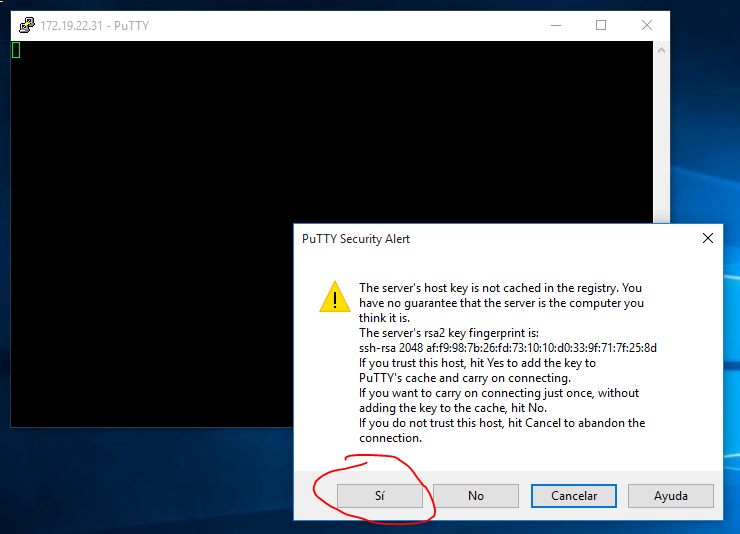 172.19.22.31 - PuTTY
PuTTY Security Alert
The server's host key is not cached in the registry. You
have no guarantee that the server is the computer you
think it is.
The server's rsa2 key fingerprint is:
ssh-rsa 2048 af:f9:98:7b:26:fd:73:10:10:d0:33:9f:71:7f:25:8d
If you trust this host, hit Yes to add the key to
PuTTY's cache and carry on connecting.
If you want to carry on connecting just once, without
adding the key to the cache, hit No.
If you do not trust this host, hit Cancel to abandon the
connection.
Sí No Cancelar Ayuda